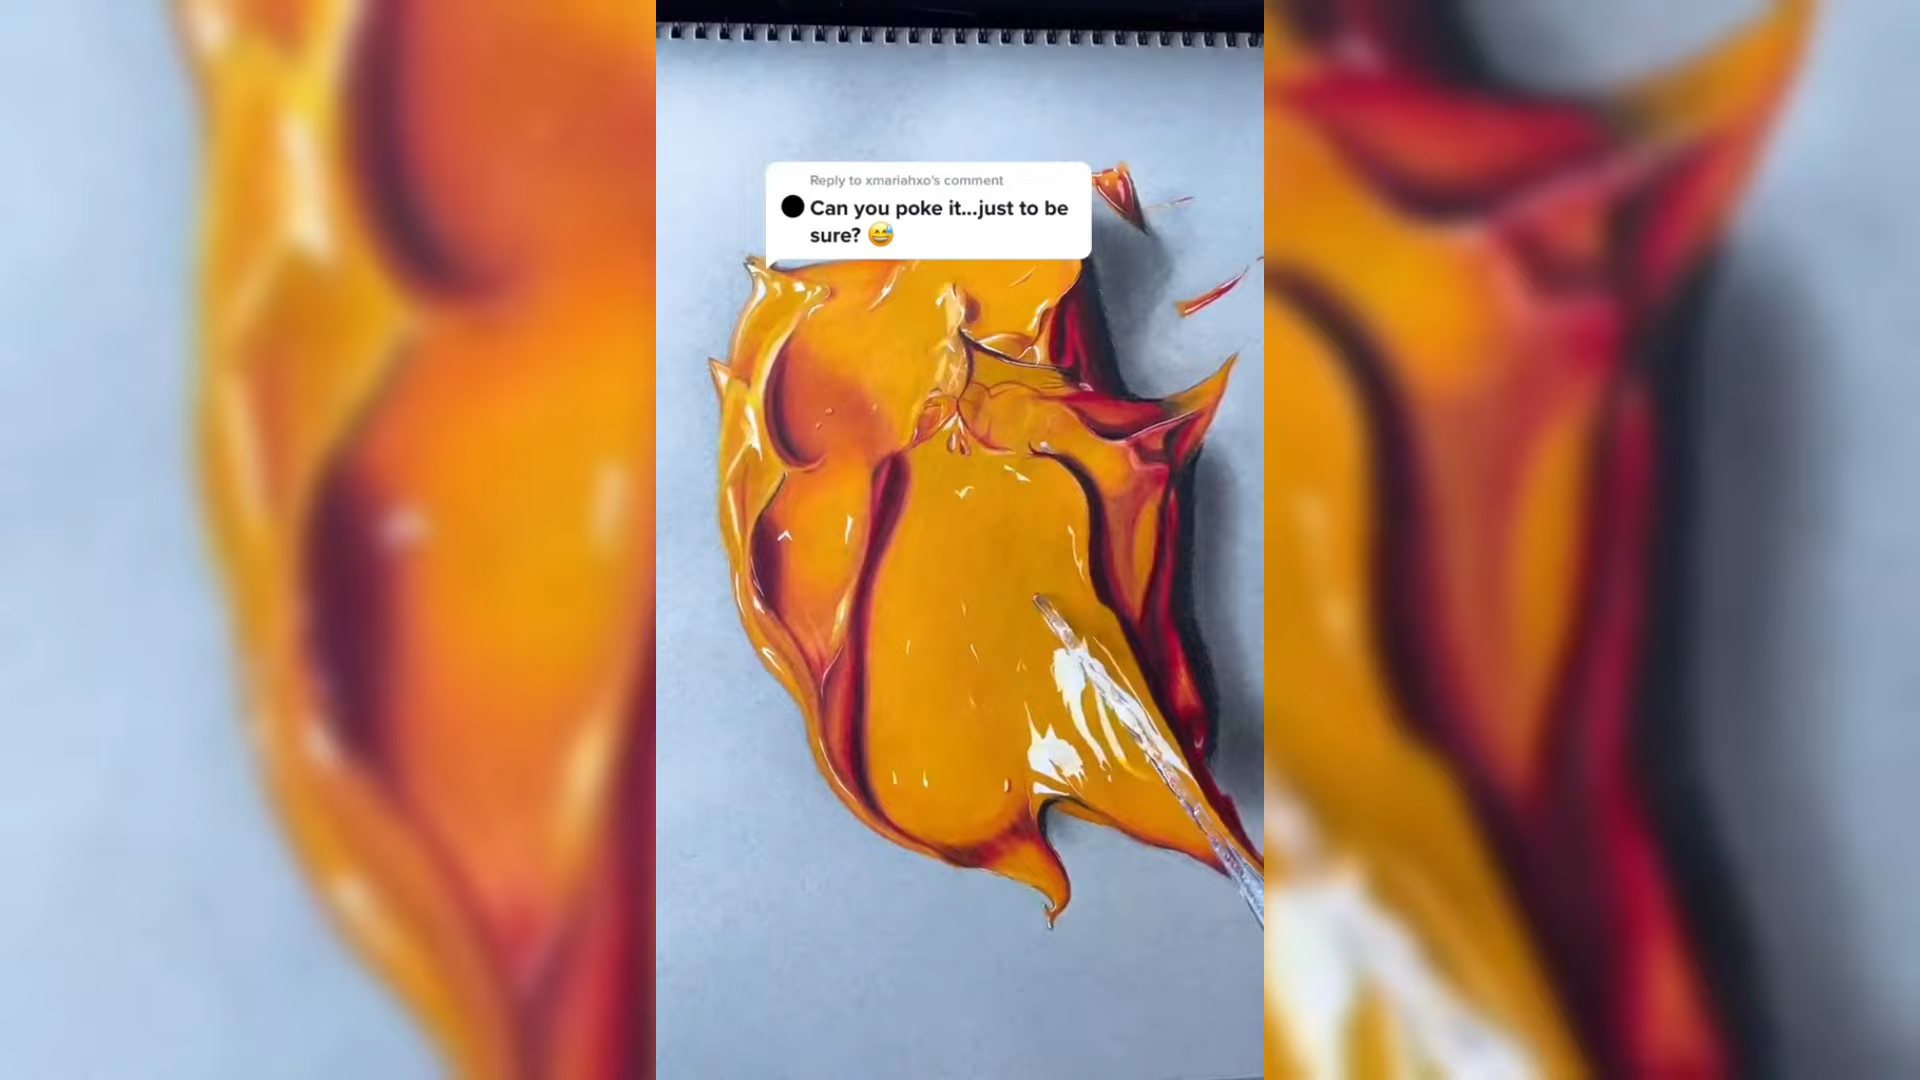 Reply to xmariahxo's comment
Can you poke it...just to be
sure? 😅